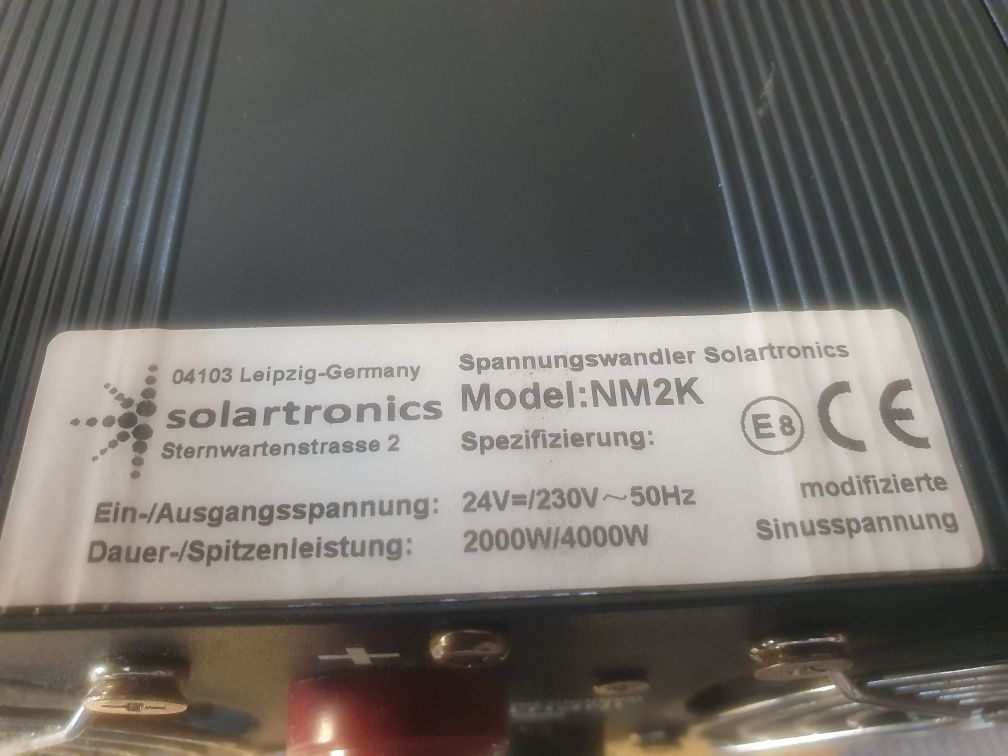 04103 Leipzig-Germany
solartronics
Sternwartenstrasse 2
Spannungswandler Solartronics
Model:NM2K
Spezifizierung:
E8 CE
Ein-/Ausgangsspannung: 24V=/230V～50Hz
Dauer-/Spitzenleistung: 2000W/4000W
modifizierte
Sinusspannung
+